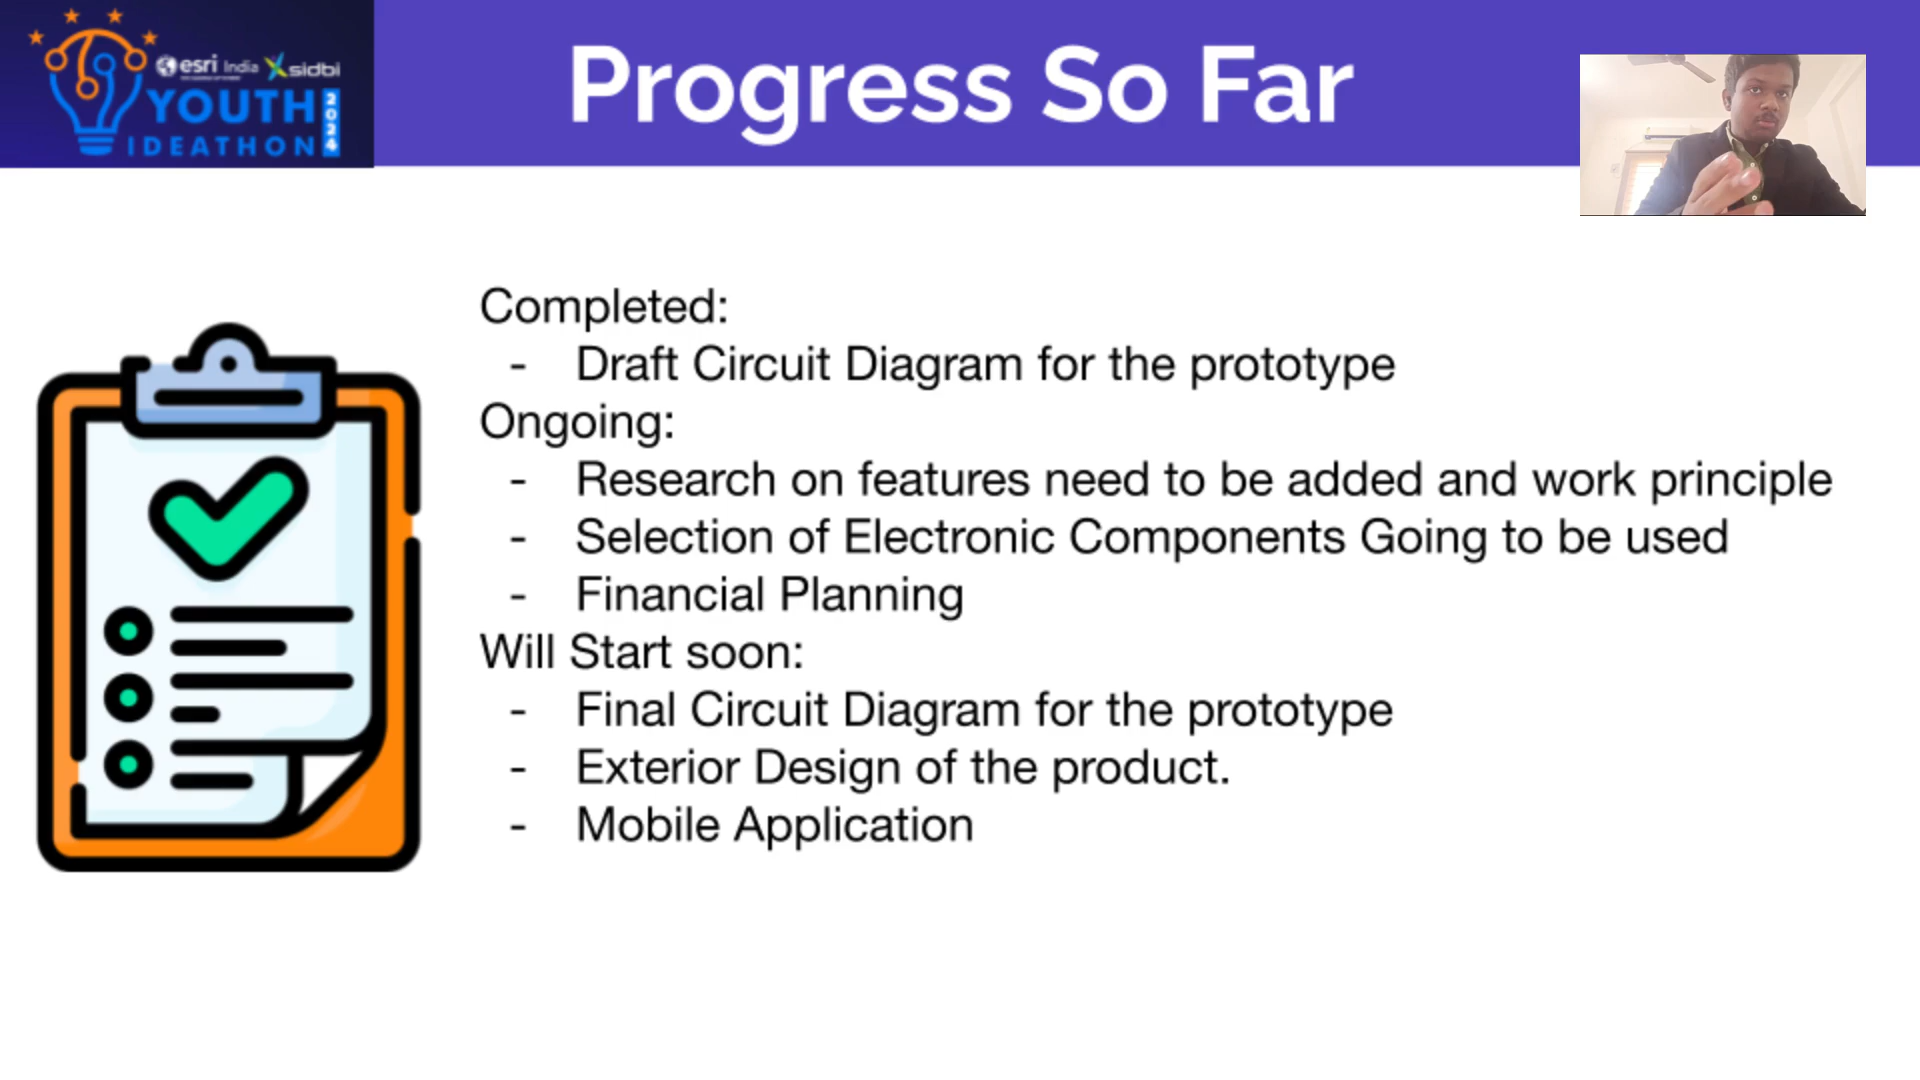 esri India sidbi
YOUTH
IDEATHON
2024
Progress So Far
Completed:
- Draft Circuit Diagram for the prototype
Ongoing:
- Research on features need to be added and work principle
- Selection of Electronic Components Going to be used
- Financial Planning
Will Start soon:
- Final Circuit Diagram for the prototype
- Exterior Design of the product.
- Mobile Application